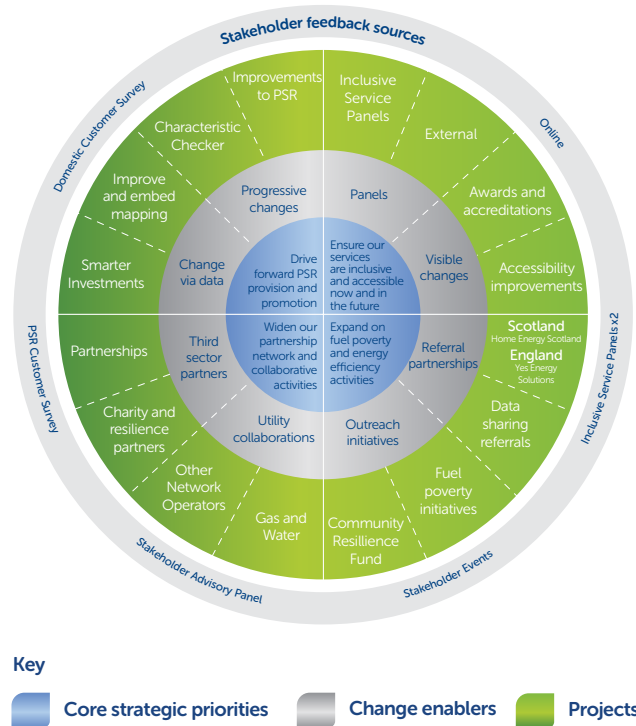 Stakeholder feedback sources
Domestic Customer Survey
Online
PSR Customer Survey
Inclusive Service Panels x2
Stakeholder Advisory Panel
Stakeholder Events
Improvements
to PSR
Inclusive
Service
Panels
Characteristic
Checker
External
Improve
and embed
mapping
Awards and
accreditations
Smarter
Investments
Accessibility
improvements
Progressive
changes
Panels
Change
via data
Visible
changes
Drive
forward PSR
provision and
promotion
Ensure our
services
are inclusive
and accessible
now and in
the future
Widen our
partnership
network and
collaborative
activities
Expand on
fuel poverty
and energy
efficiency
activities
Third
sector
partners
Referral
partnerships
Utility
collaborations
Outreach
initiatives
Partnerships
Scotland
Home Energy Scotland
England
Yes Energy
Solutions
Charity and
resilience
partners
Data
sharing
referrals
Other
Network
Operators
Fuel
poverty
initiatives
Gas and
Water
Community
Resillience
Fund
Key
Core strategic priorities
Change enablers
Projects